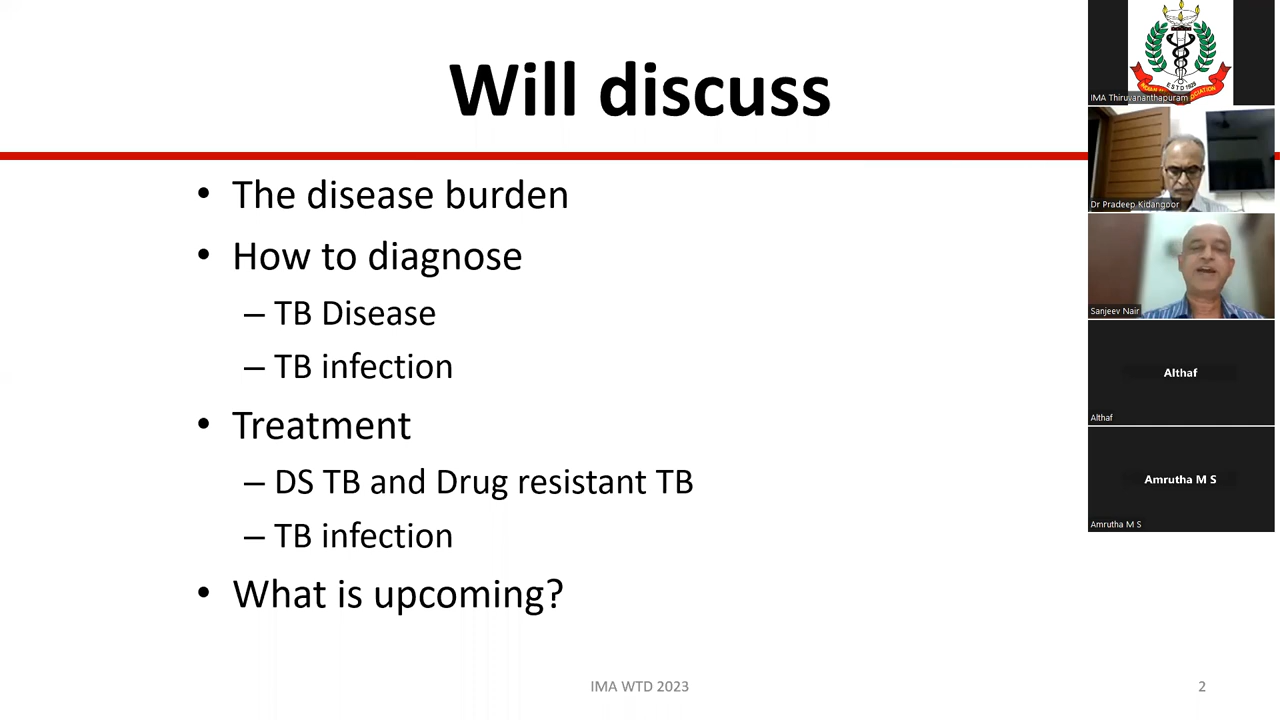 Will discuss
• The disease burden
• How to diagnose
– TB Disease
– TB infection
• Treatment
– DS TB and Drug resistant TB
– TB infection
• What is upcoming?
IMA WTD 2023
2
ESTD 1928
IMA Thiruvananthapuram
Dr Pradeep Kidangoor
Sanjeev Nair
Althaf
Althaf
Amrutha M S
Amrutha M S